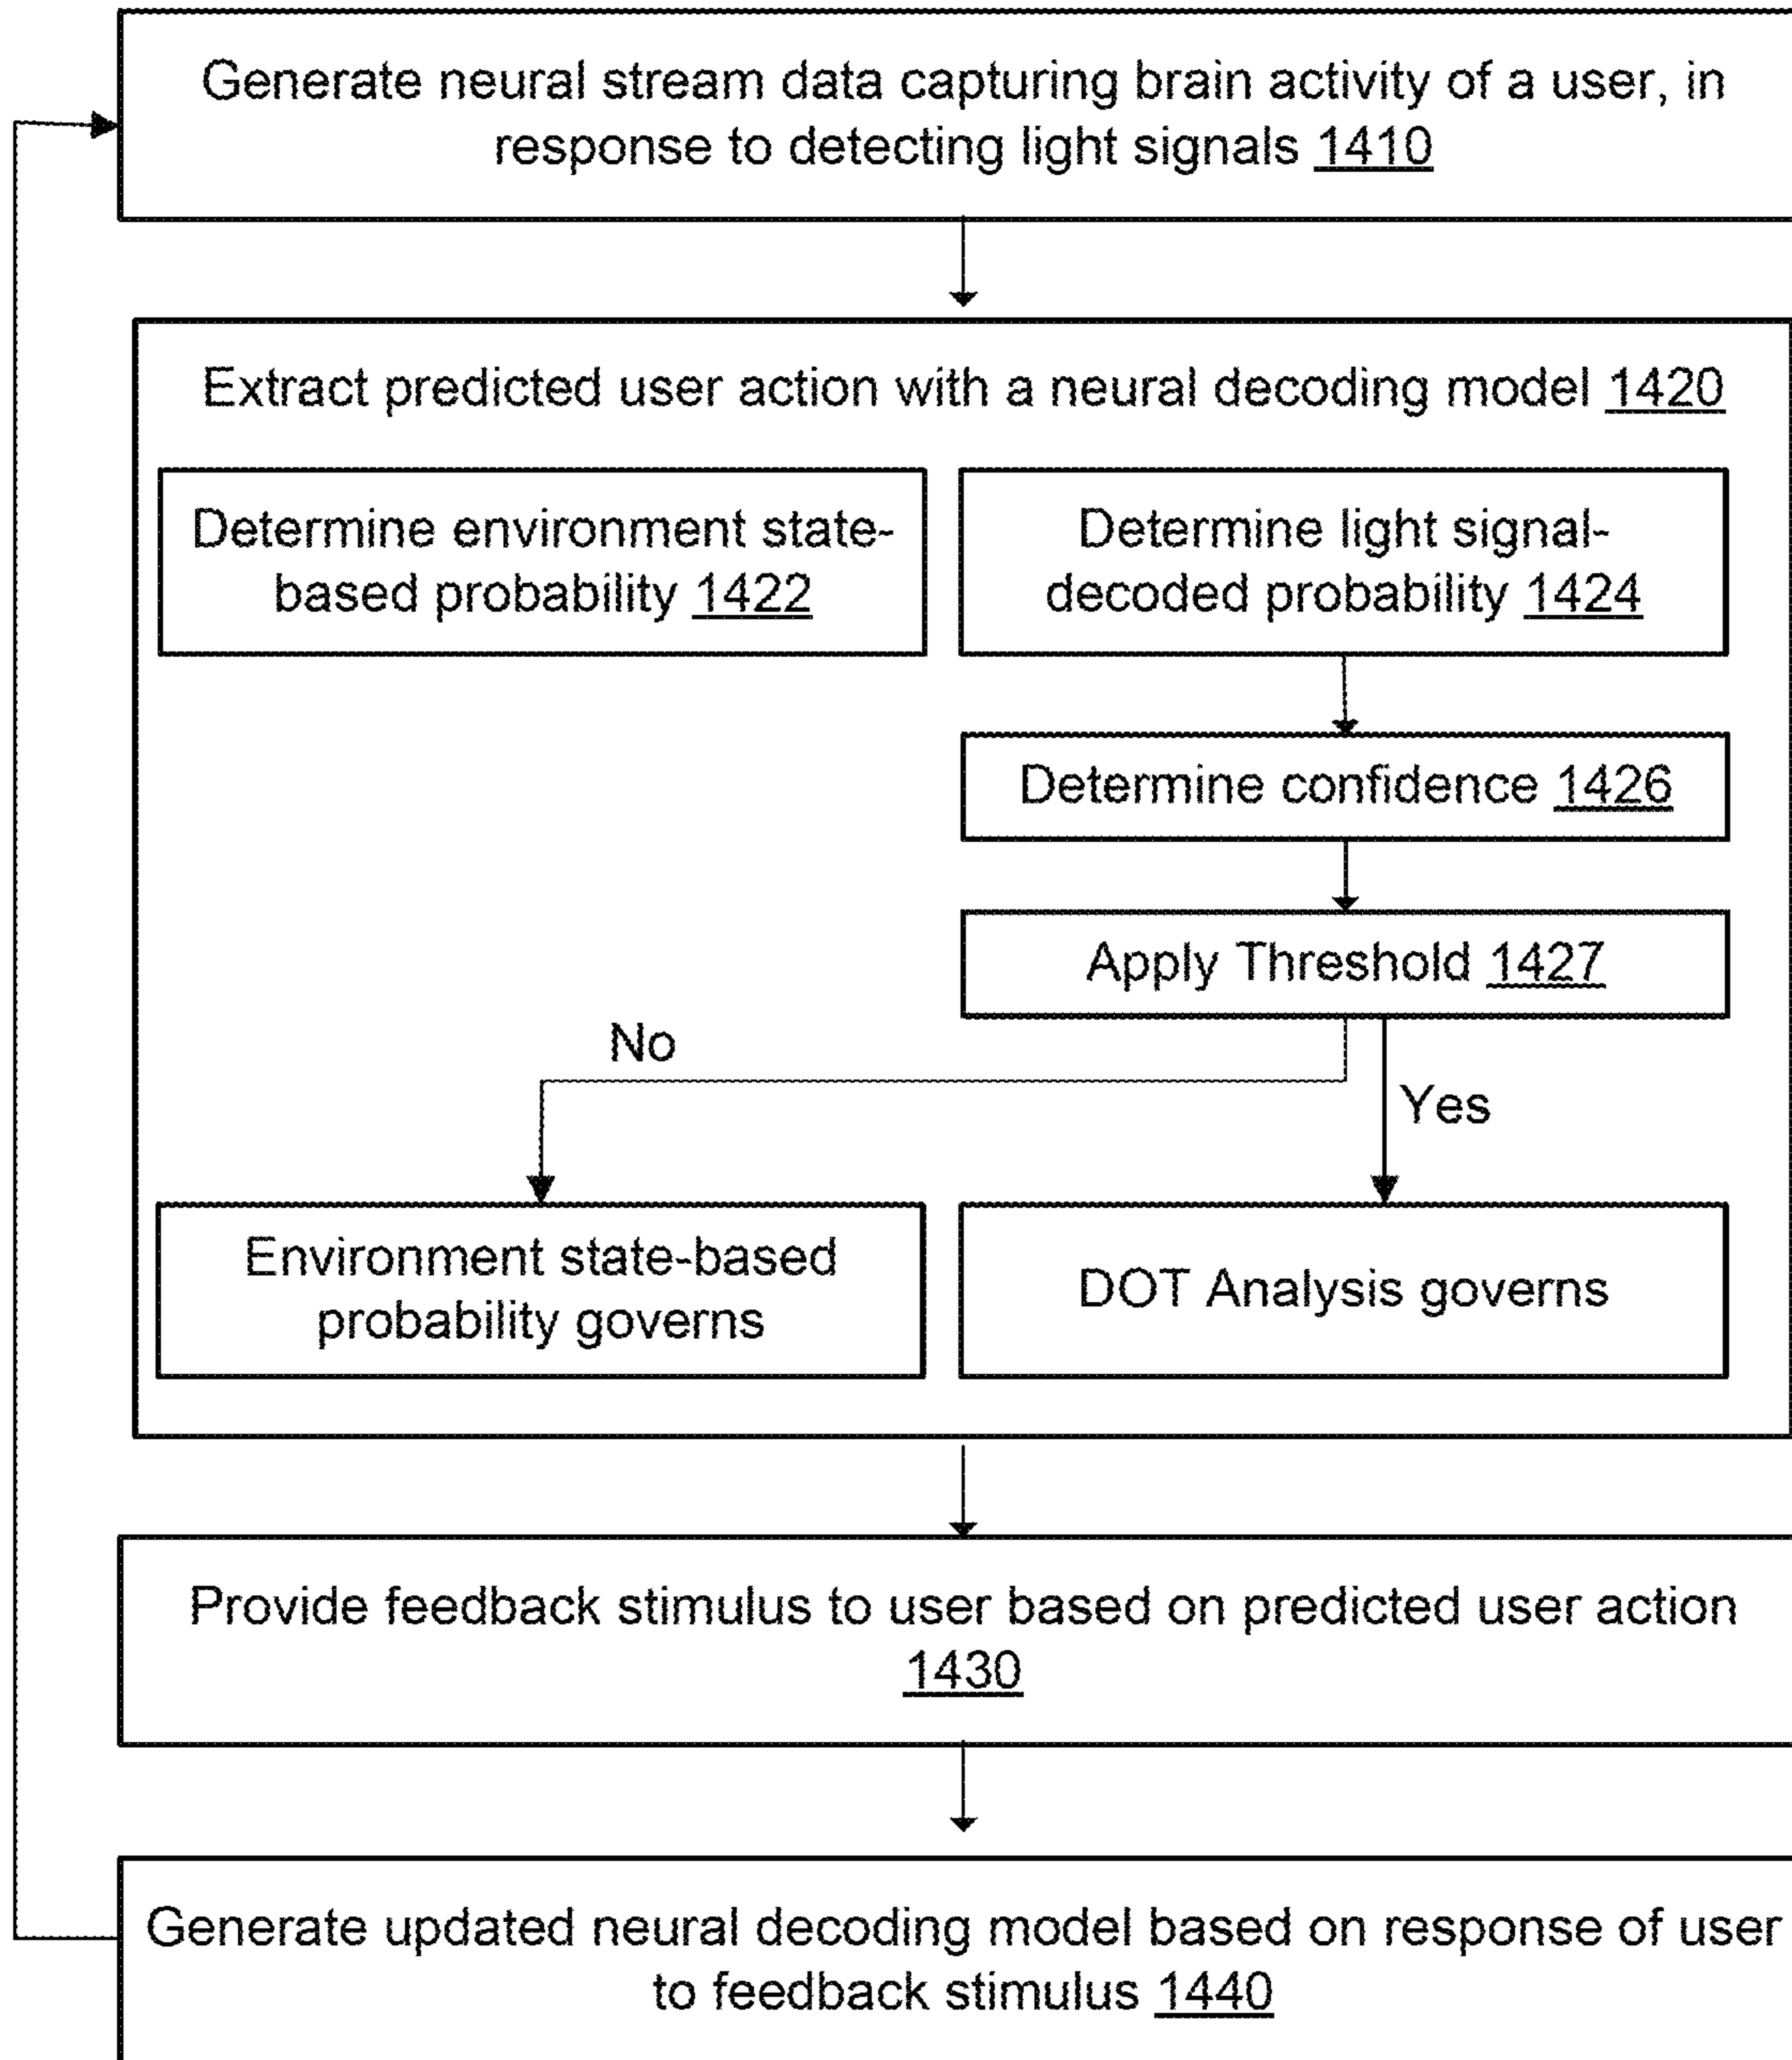 Generate neural stream data capturing brain activity of a user, in
response to detecting light signals 1410
Extract predicted user action with a neural decoding model 1420
Determine environment state-
based probability 1422
Determine light signal-
decoded probability 1424
Determine confidence 1426
Apply Threshold 1427
No
Yes
Environment state-based
probability governs
DOT Analysis governs
Provide feedback stimulus to user based on predicted user action
1430
Generate updated neural decoding model based on response of user
to feedback stimulus 1440